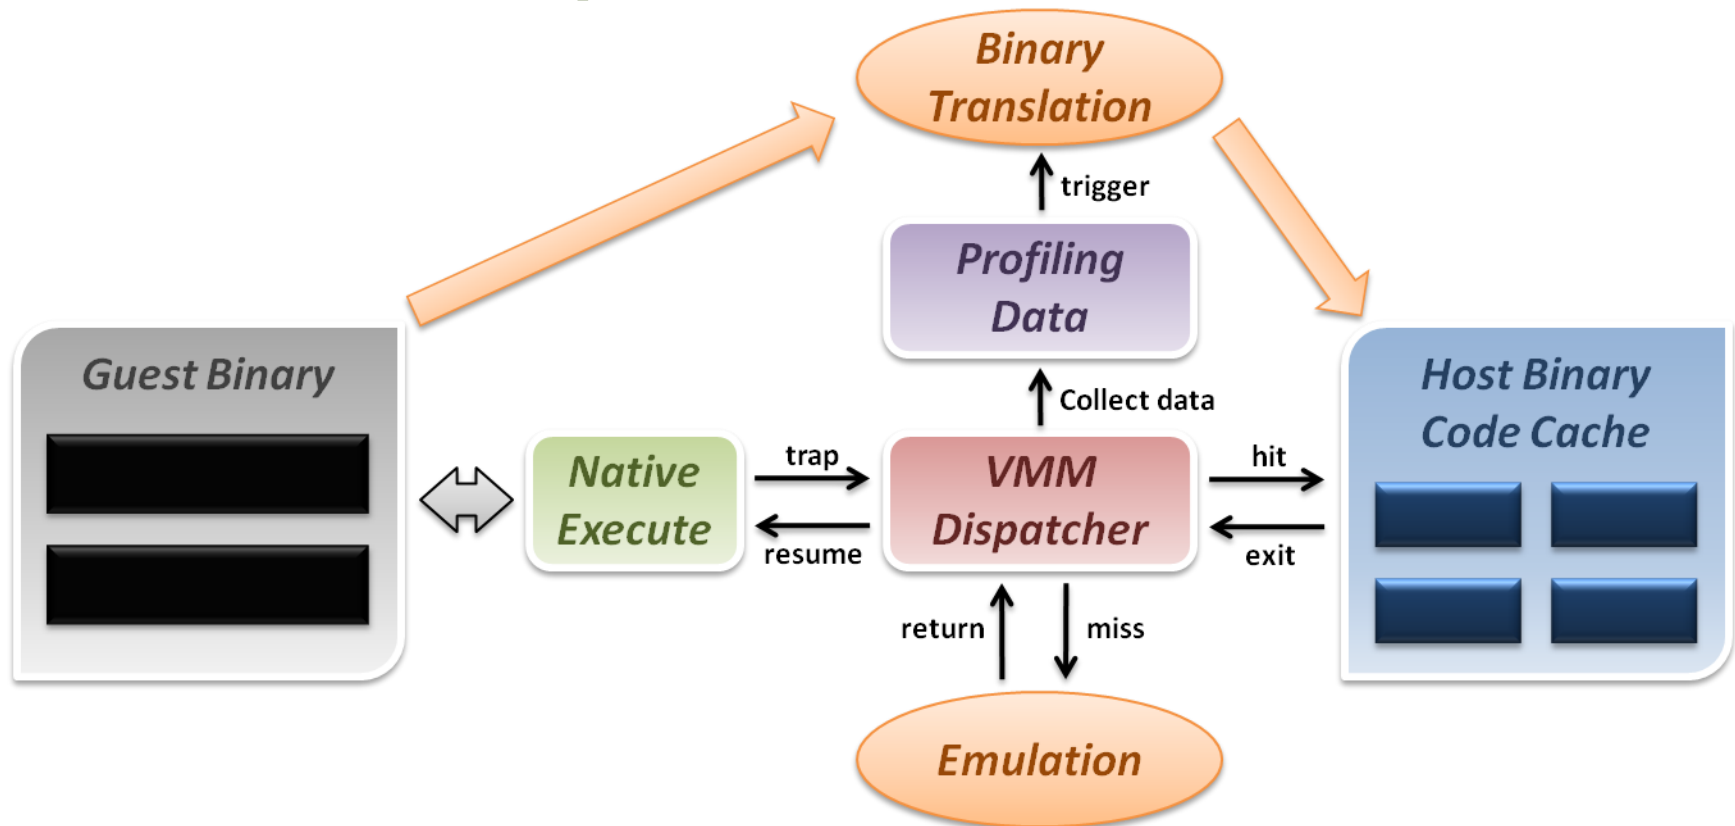 Binary
Translation
trigger
Profiling
Data
Guest Binary
Collect data
Host Binary
Code Cache
Native
Execute
trap
resume
VMM
Dispatcher
hit
exit
return
miss
Emulation